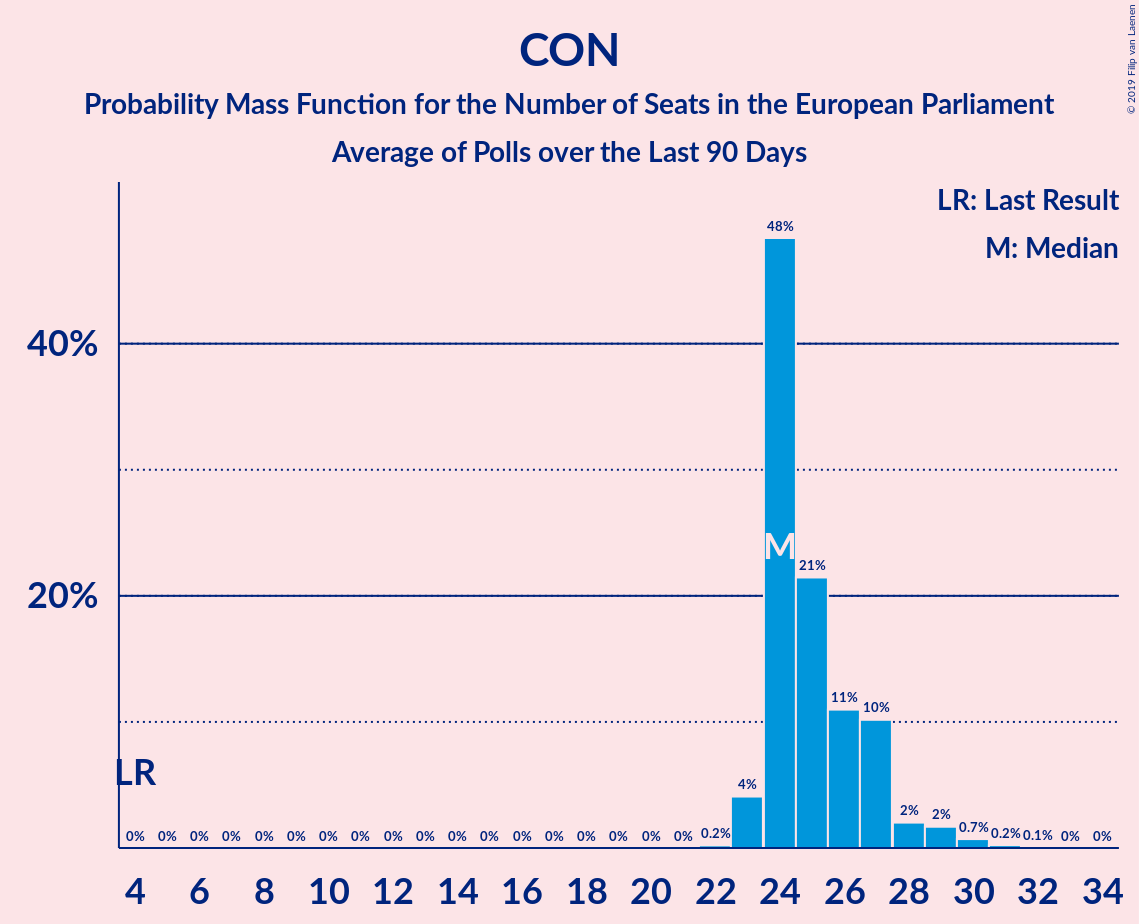 CON
Probability Mass Function for the Number of Seats in the European Parliament
Average of Polls over the Last 90 Days
© 2019 Filip van Laenen
LR: Last Result
M: Median
48%
40%
M
21%
20%
11%
10%
LR
4%
2%
2%
0% 0% 0% 0% 0% 0% 0% 0% 0% 0% 0% 0% 0% 0% 0% 0% 0% 0% 0.2% 0.7% 0.2% 0.1% 0% 0%
4 6 8 10 12 14 16 18 20 22 24 26 28 30 32 34